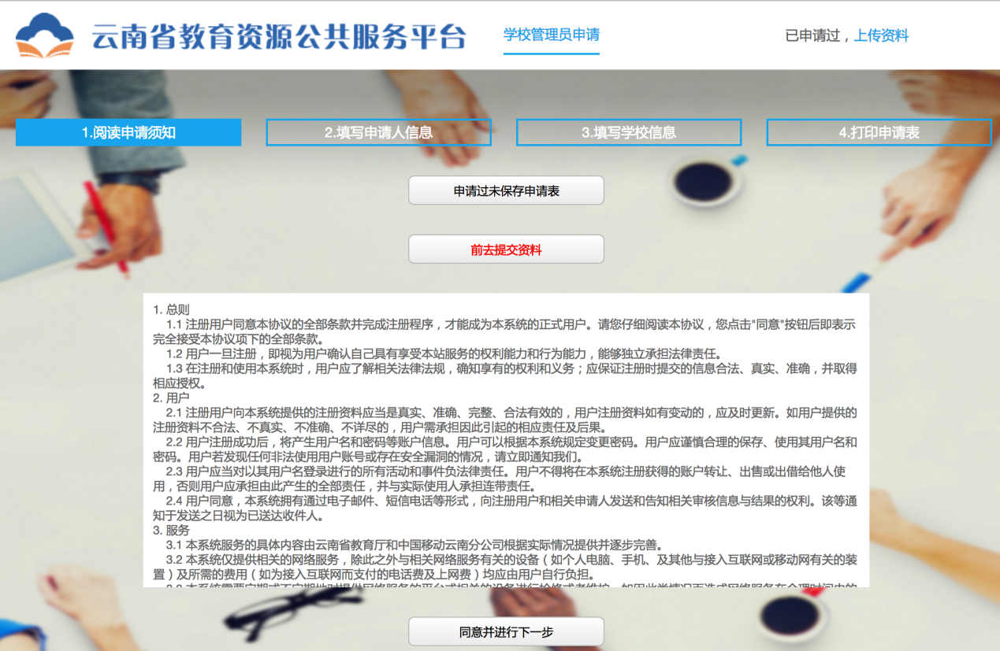 云南省教育资源公共服务平台
学校管理员申请
已申请过，上传资料
1.阅读申请须知
2.填写申请人信息
3.填写学校信息
4.打印申请表
申请过未保存申请表
前去提交资料
1. 总则
1.1 注册用户同意本协议的全部条款并完成注册程序，才能成为本系统的正式用户。请您仔细阅读本协议，您点击"同意"按钮后即表示
完全接受本协议项下的全部条款。
1.2 用户一旦注册，即视为用户确认自己具有享受本站服务的权利能力和行为能力，能够独立承担法律责任。
1.3 在注册和使用本系统时，用户应了解相关法律法规，确知享有的权利和义务；应保证注册时提交的信息合法、真实、准确，并取得
相应授权。
2. 用户
2.1 注册用户向本系统提供的注册资料应当是真实、准确、完整、合法有效的，用户注册资料如有变动的，应及时更新。如用户提供的
注册资料不合法、不真实、不准确、不详尽的，用户需承担因此引起的相应责任及后果。
2.2 用户注册成功后，将产生用户名和密码等账户信息。用户可以根据本系统规定变更密码。用户应谨慎合理的保存、使用其用户名和
密码。用户若发现任何非法使用用户账号或存在安全漏洞的情况，请立即通知我们。
2.3 用户应当对以其用户名登录进行的所有活动和事件负法律责任。用户不得将在本系统注册获得的账户转让、出售或出借给他人使
用，否则用户应承担由此产生的全部责任，并与实际使用人承担连带责任。
2.4 用户同意，本系统拥有通过电子邮件、短信电话等形式，向注册用户和相关申请人发送和告知相关审核信息与结果的权利。该等通
知于发送之日视为已送达收件人。
3. 服务
3.1 本系统服务的具体内容由云南省教育厅和中国移动云南分公司根据实际情况提供并逐步完善。
3.2 本系统仅提供相关的网络服务，除此之外与相关网络服务有关的设备（如个人电脑、手机、及其他与接入互联网或移动网有关的装
置）及所需的费用（如为接入互联网而支付的电话费及上网费）均应由用户自行负担。
同意并进行下一步